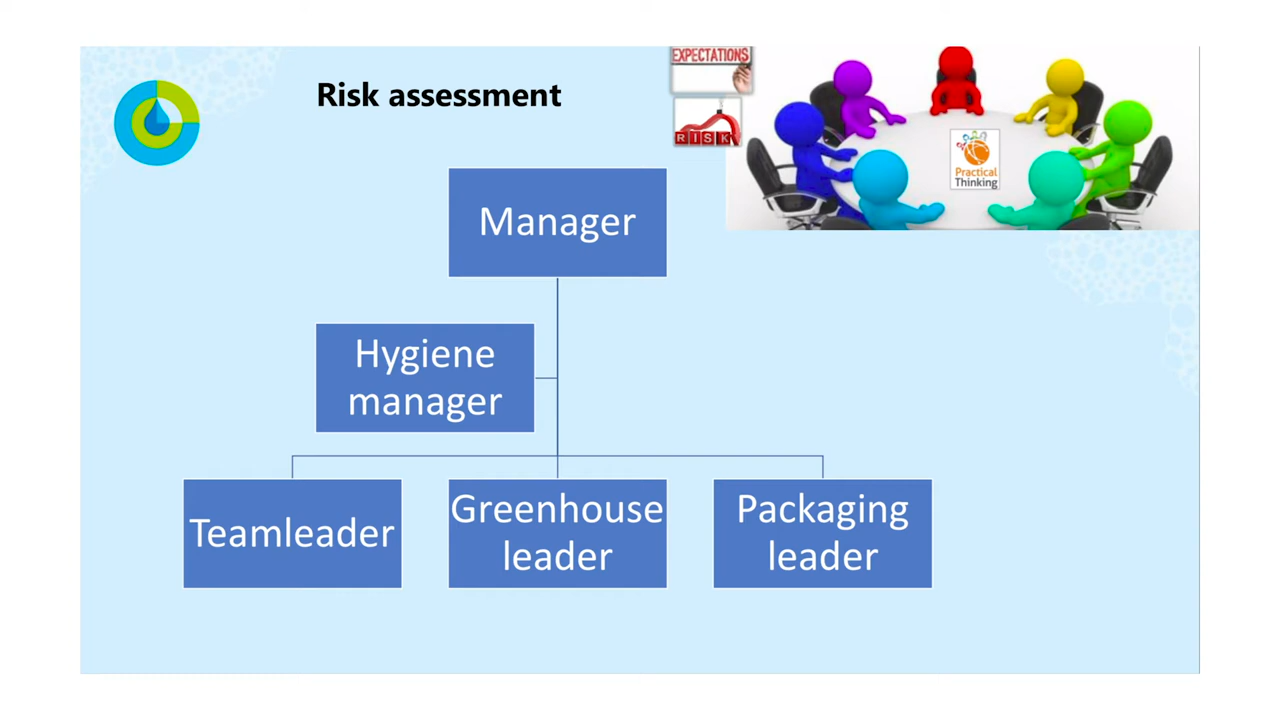 Risk assessment
EXPECTATIONS
RISK
Practical
Thinking
Manager
Hygiene
manager
Teamleader
Greenhouse
leader
Packaging
leader